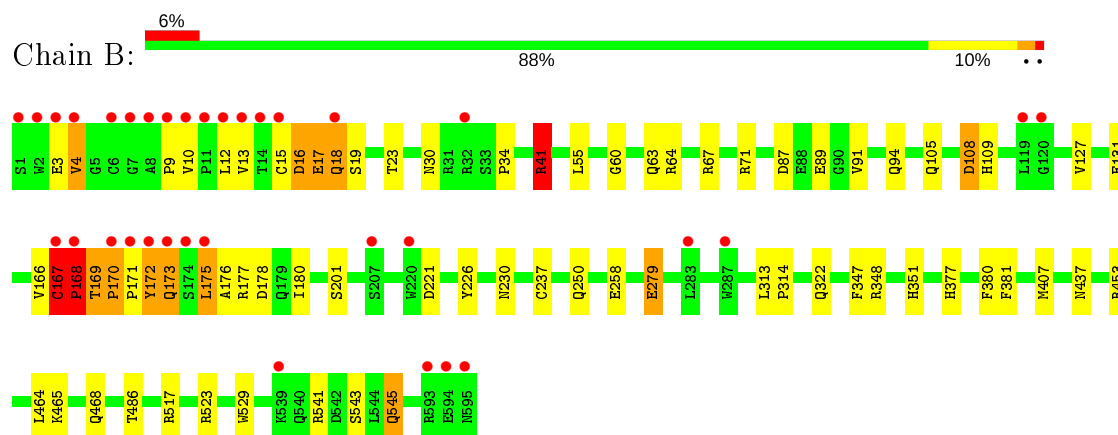 6%
Chain B:
88% 10% • •
S1 W2 E3 V4 G5 C6 G7 A8 P9 V10 P11 L12 V13 T14 C15 D16 E17 Q18 S19 T23 N30 R31 R32 S33 P34 R41 L55 G60 Q63 R64 R67 R71 D87 E88 E89 G90 V91 Q94 Q105 D108 H109 L119 G120 V127
V166 C167 P168 T169 P170 P171 Y172 Q173 S174 L175 A176 R177 D178 Q179 I180 S201 S207 W220 D221 Y226 N230 C237 Q250 E258 E279 L283 W287 L313 P314 Q322 F347 R348 H351 H377 F380 F381 M407 N437
L464 K465 Q468 T486 R517 R523 W529 K539 Q540 R541 D542 S543 L544 Q545 R593 E594 N595